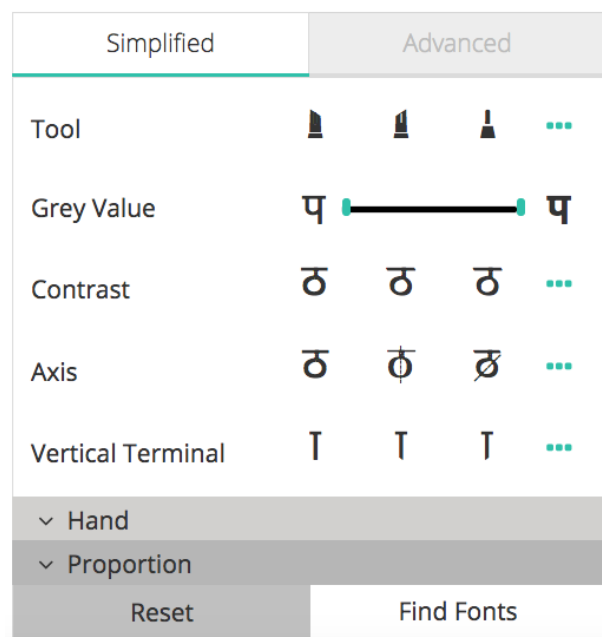 Simplified Advanced
Tool
Grey Value प प
Contrast ठ ठ ठ
Axis ठ ठ ठ
Vertical Terminal
Hand
Proportion
Reset Find Fonts